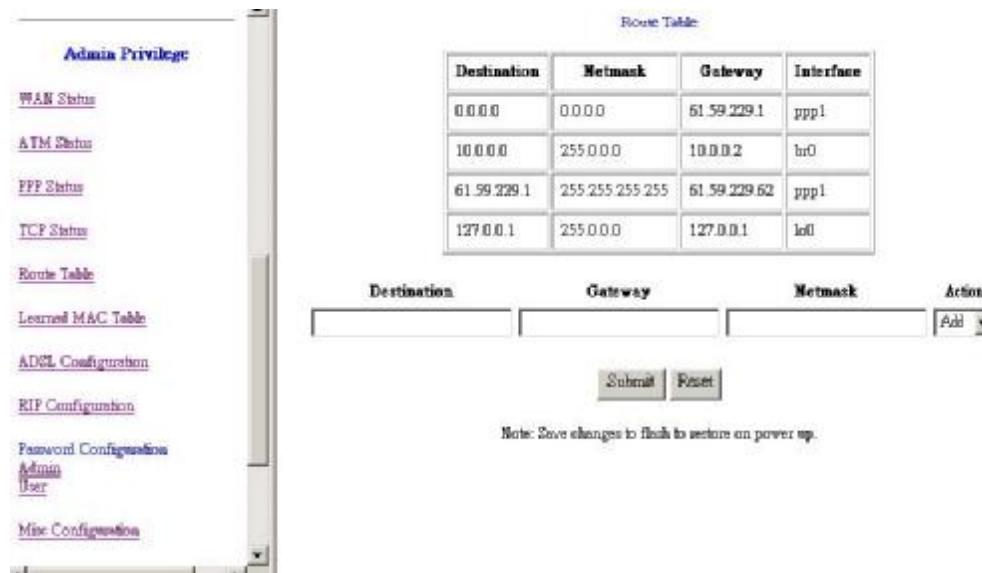 Admin Privilege
WAN Status
ATM Status
PPP Status
TCP Status
Route Table
Learned MAC Table
ADSL Configuration
RIP Configuration
Password Configuration
Admin
User
Misc Configuration
Route Table
Destination Netmask Gateway Interface
0.0.0.0 0.0.0.0 61.59.229.1 ppp1
10.0.0.0 255.0.0.0 10.0.0.2 br0
61.59.229.1 255.255.255.255 61.59.229.62 ppp1
127.0.0.1 255.0.0.0 127.0.0.1 lo0
Destination Gateway Netmask Action
Add
Submit Reset
Note: Save changes to flash to restore on power up.